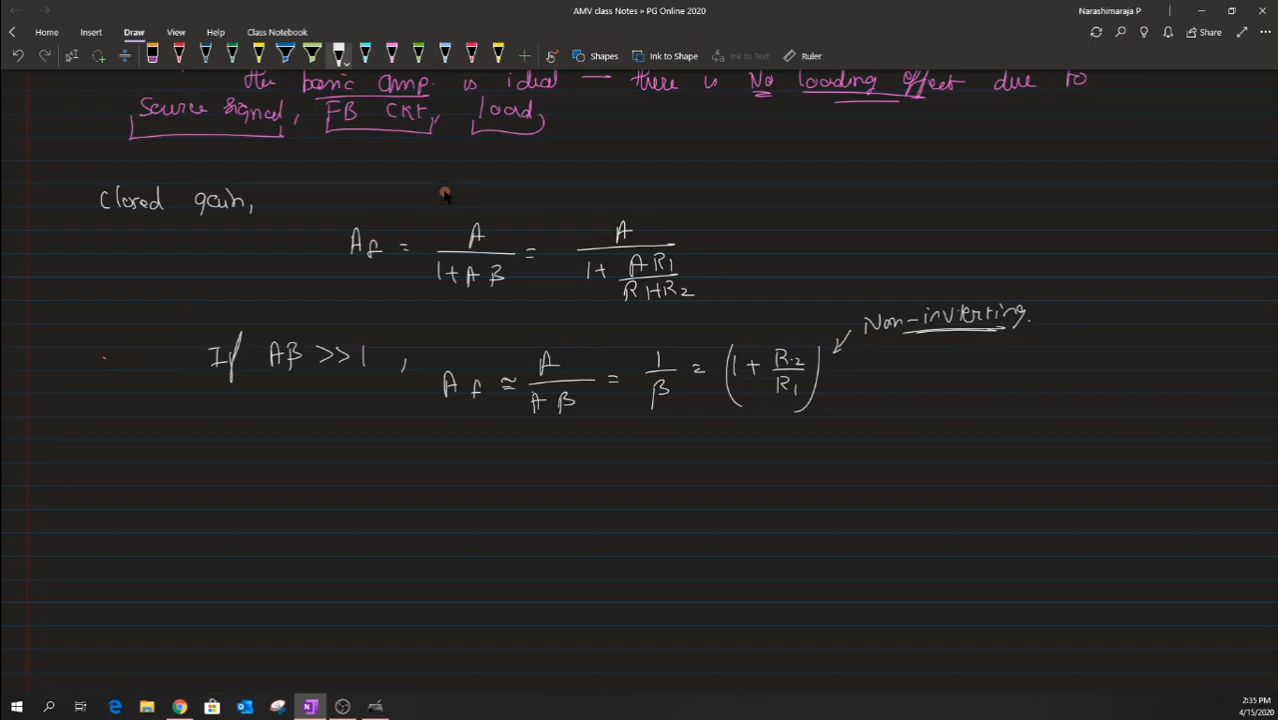 AMV class Notes » PG Online 2020
Narashimaraja P
Home Insert Draw View Help Class Notebook
Share
Shapes Ink to Shape Ink to Text Ruler
the basic amp. is ideal — there is No loading effect due to
Source signal, FB CKT, load
Closed gain,
Af = A / (1+AB) = A / (1 + AR1 / (R1+R2))
If AB >> 1, Af ≅ A / (AB) = 1/β = (1 + R2/R1)
Non-inverting.
2:35 PM
4/15/2020